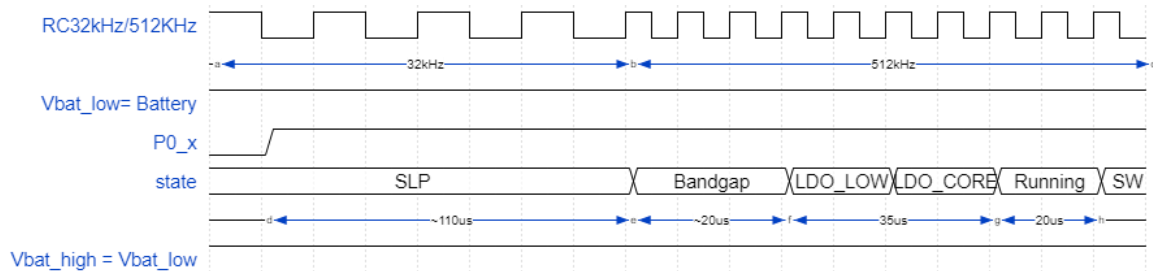 RC32kHz/512KHz
a 32kHz b 512kHz c
Vbat_low= Battery
P0_x
state SLP Bandgap LDO_LOW LDO_CORE Running SW
d ~110us e ~20us f 35us g 20us h
Vbat_high = Vbat_low